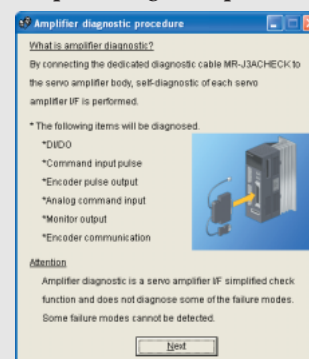 Amplifier diagnostic procedure
What is amplifier diagnostic?
By connecting the dedicated diagnostic cable MR-J3ACHECK to
the servo amplifier body, self-diagnostic of each servo
amplifier I/F is performed.
* The following items will be diagnosed.
*DI/DO
*Command input pulse
*Encoder pulse output
*Analog command input
*Monitor output
*Encoder communication
Attention
Amplifier diagnostic is a servo amplifier I/F simplified check
function and does not diagnose some of the failure modes.
Some failure modes cannot be detected.
Next